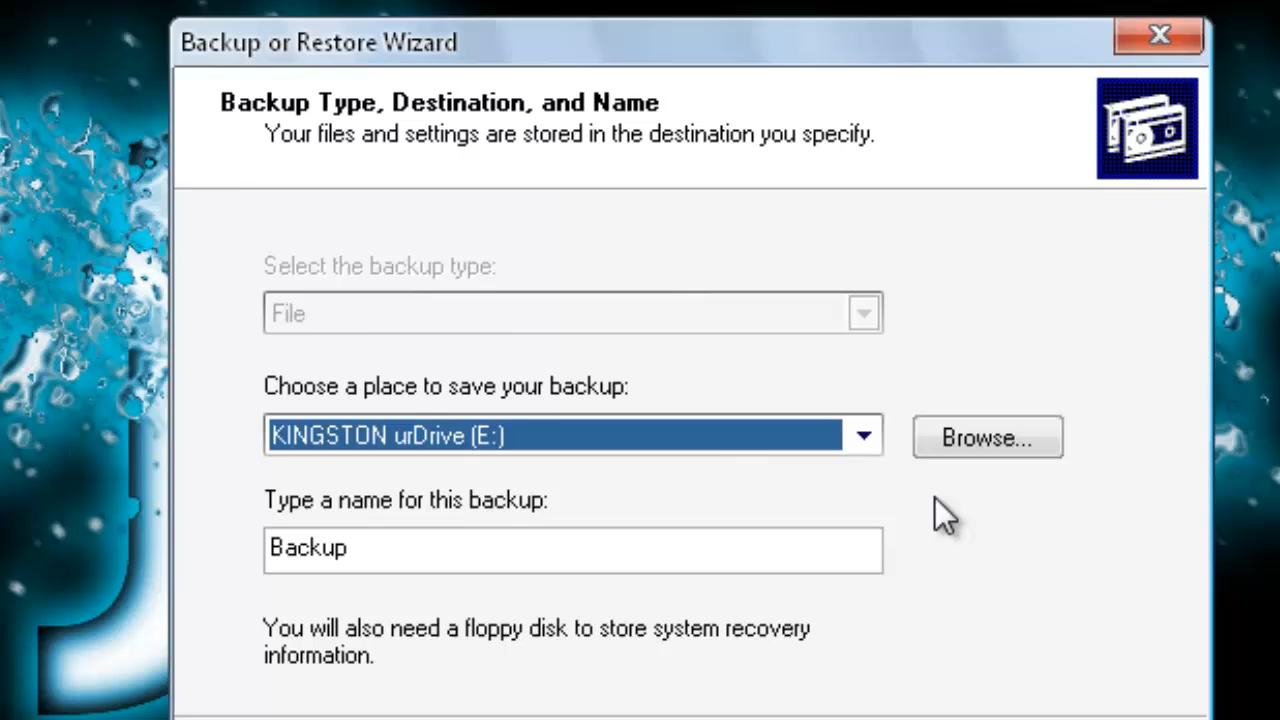 Backup or Restore Wizard
Backup Type, Destination, and Name
Your files and settings are stored in the destination you specify.
Select the backup type:
File
Choose a place to save your backup:
KINGSTON urDrive (E:)
Browse...
Type a name for this backup:
Backup
You will also need a floppy disk to store system recovery
information.